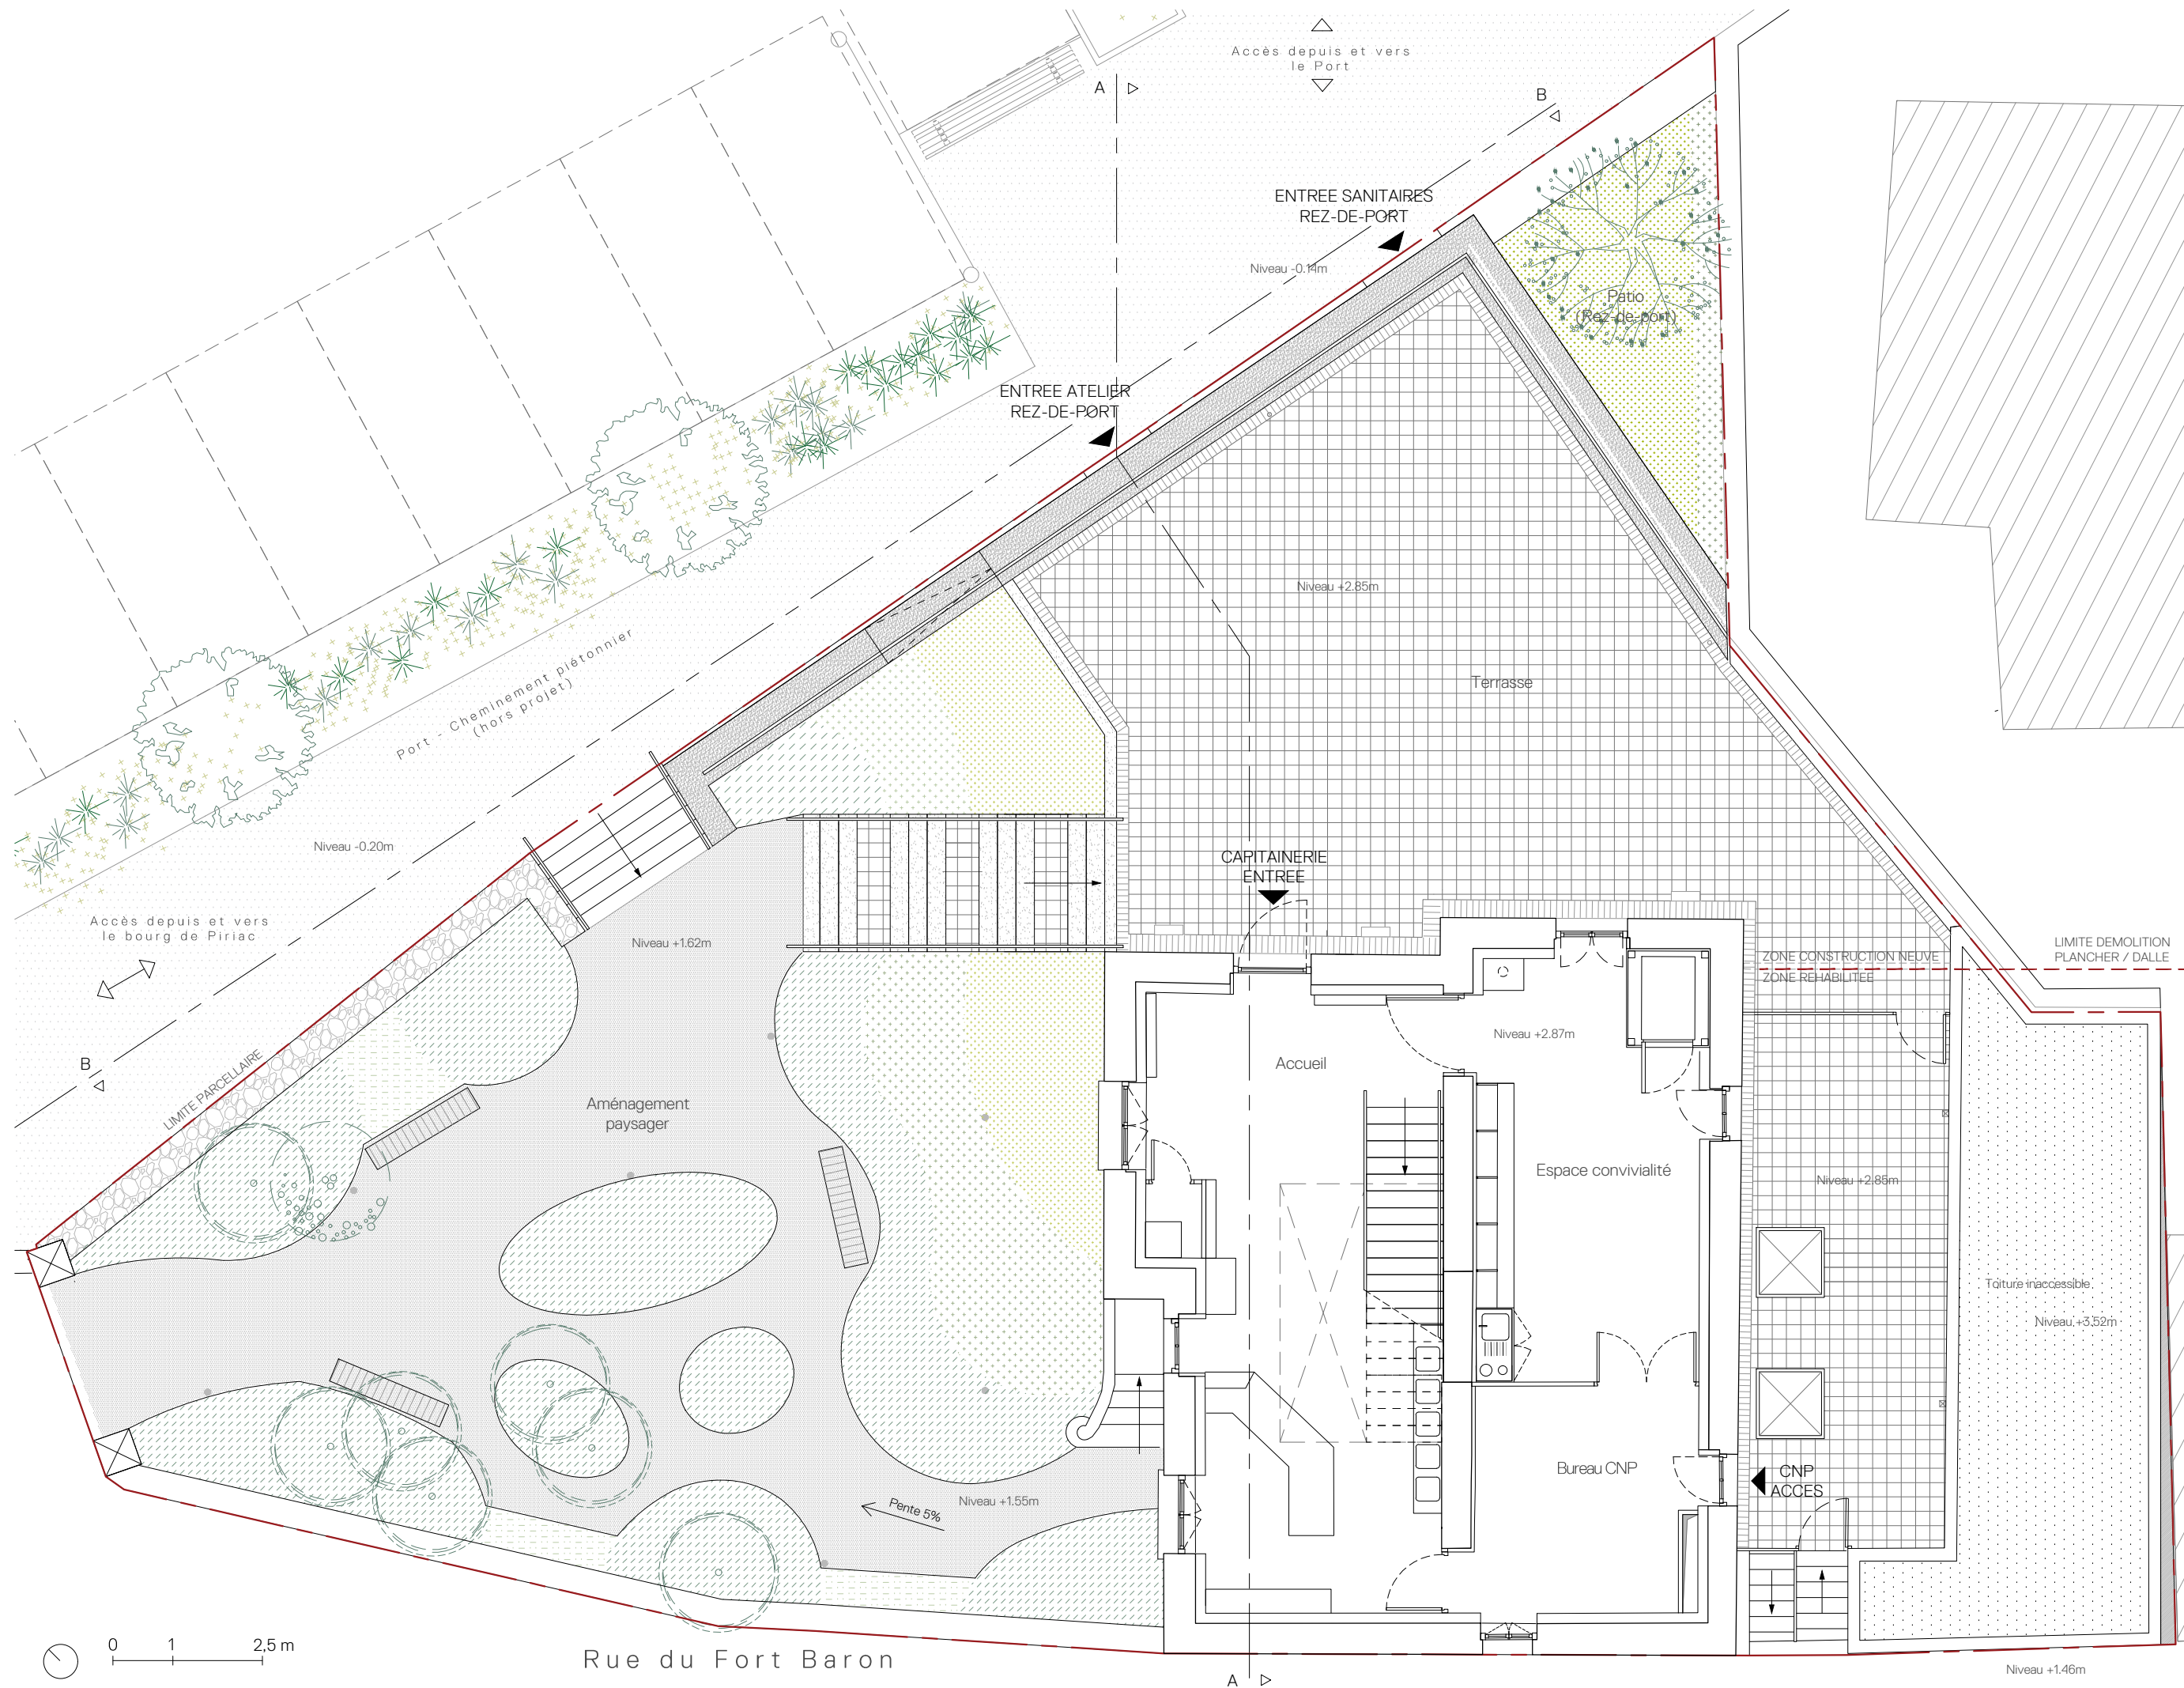 Accès depuis et vers
le Port
A
B
ENTREE SANITAIRES
REZ-DE-PORT
Niveau -0.14m
Patio
(Rez-de-port)
ENTREE ATELIER
REZ-DE-PORT
Niveau +2.85m
Port - Cheminement piétonnier
(hors projet)
Terrasse
Niveau -0.20m
CAPITAINERIE
ENTREE
Accès depuis et vers
le bourg de Piriac
Niveau +1.62m
ZONE CONSTRUCTION NEUVE
ZONE REHABILITEE
LIMITE DEMOLITION
PLANCHER / DALLE
Niveau +2.87m
Accueil
B
LIMITE PARCELLAIRE
Aménagement
paysager
Espace convivialité
Niveau +2.85m
Toiture inaccessible
Niveau +3.52m
Bureau CNP
CNP
ACCES
Niveau +1.55m
Pente 5%
0 1 2,5 m
Rue du Fort Baron
A
Niveau +1.46m